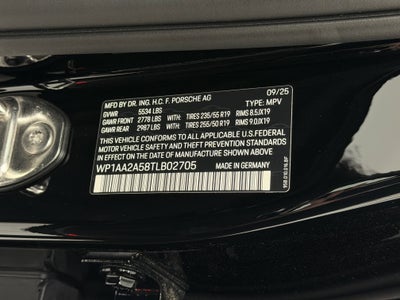 09/25
MFD BY DR. ING. H.C. F. PORSCHE AG
GVWR 5534 LBS TYPE: MPV
GAWR FRONT 2778 LBS TIRES 235/55 R19 RIMS 8.5JX19
GAWR REAR 2987 LBS TIRES 255/50 R19 RIMS 9.0JX19
THIS VEHICLE CONFORMS TO ALL APPLICABLE U.S.FEDERAL
MOTOR VEHICLE SAFETY, BUMPER, AND THEFT PREVENTION
STANDARDS IN EFFECT ON THE DATE OF MANUFACTURE SHOWN ABOVE.
WP1AA2A58TLB02705 MADE IN GERMANY